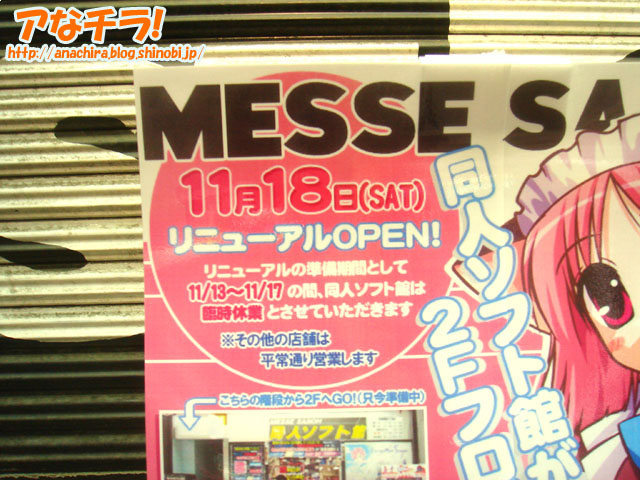 アなチラ!
http://anachira.blog.shinobi.jp/
MESSE SA
11月18日(SAT)
リニューアルOPEN!
リニューアルの準備期間として
11/13～11/17 の間、同人ソフト館は
臨時休業 とさせていただきます
※その他の店舗は
平常通り営業します
同人ソフト館が
2Fフロ
こちらの階段から2FへGO!(只今準備中)
同人ソフト館